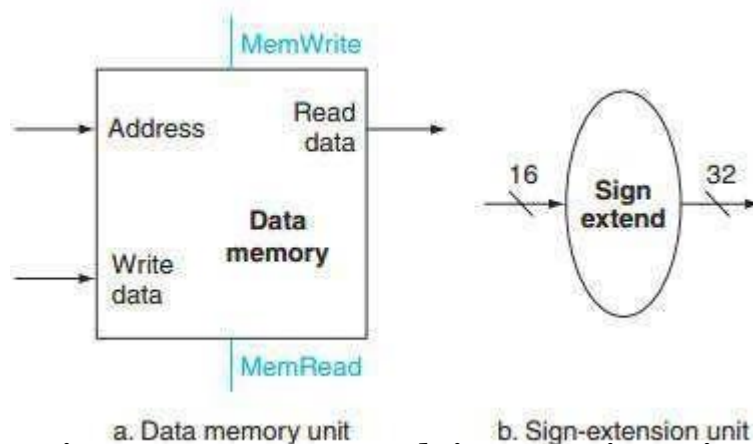 MemWrite
Address
Read
data
Data
memory
Write
data
MemRead
16
Sign
extend
32
a. Data memory unit
b. Sign-extension unit